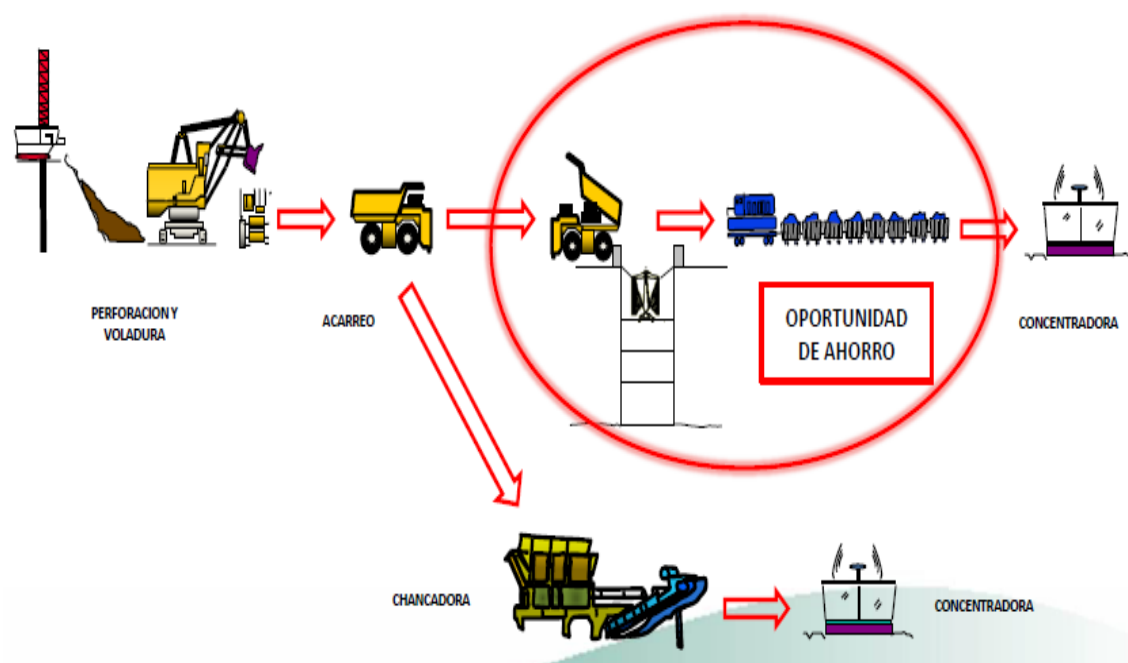 PERFORACION Y
VOLADURA
ACARREO
OPORTUNIDAD
DE AHORRO
CONCENTRADORA
CHANCADORA
CONCENTRADORA